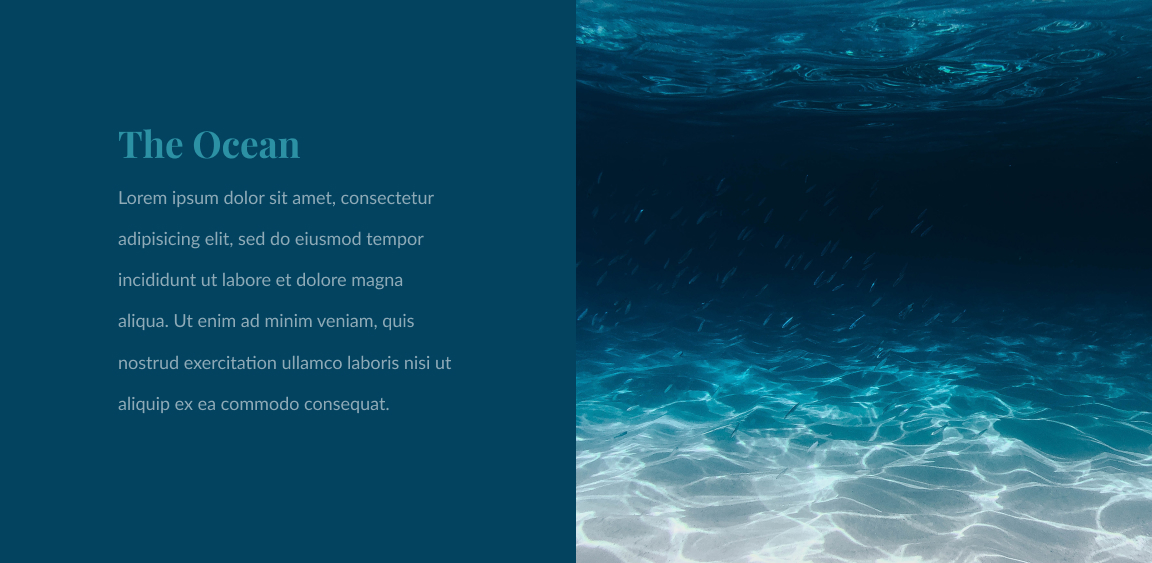 The Ocean
Lorem ipsum dolor sit amet, consectetur
adipisicing elit, sed do eiusmod tempor
incididunt ut labore et dolore magna
aliqua. Ut enim ad minim veniam, quis
nostrud exercitation ullamco laboris nisi ut
aliquip ex ea commodo consequat.